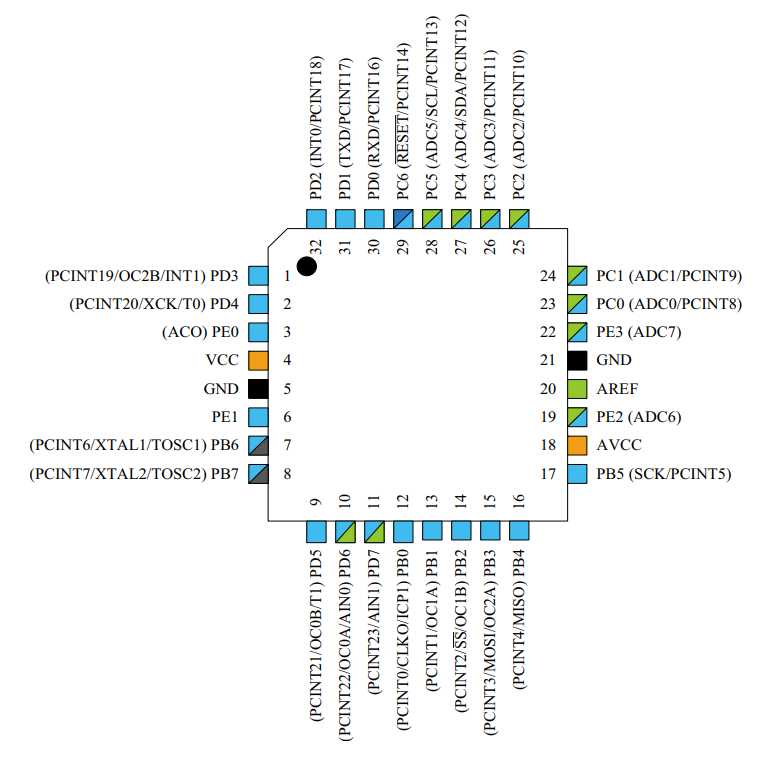 PD2 (INT0/PCINT18)
PD1 (TXD/PCINT17)
PD0 (RXD/PCINT16)
PC6 (RESET/PCINT14)
PC5 (ADC5/SCL/PCINT13)
PC4 (ADC4/SDA/PCINT12)
PC3 (ADC3/PCINT11)
PC2 (ADC2/PCINT10)
32
31
30
29
28
27
26
25
(PCINT19/OC2B/INT1) PD3 1
(PCINT20/XCK/T0) PD4 2
(ACO) PE0 3
VCC 4
GND 5
PE1 6
(PCINT6/XTAL1/TOSC1) PB6 7
(PCINT7/XTAL2/TOSC2) PB7 8
24 PC1 (ADC1/PCINT9)
23 PC0 (ADC0/PCINT8)
22 PE3 (ADC7)
21 GND
20 AREF
19 PE2 (ADC6)
18 AVCC
17 PB5 (SCK/PCINT5)
9
10
11
12
13
14
15
16
(PCINT21/OC0B/T1) PD5
(PCINT22/OC0A/AIN0) PD6
(PCINT23/AIN1) PD7
(PCINT0/CLKO/ICP1) PB0
(PCINT1/OC1A) PB1
(PCINT2/SS/OC1B) PB2
(PCINT3/MOSI/OC2A) PB3
(PCINT4/MISO) PB4